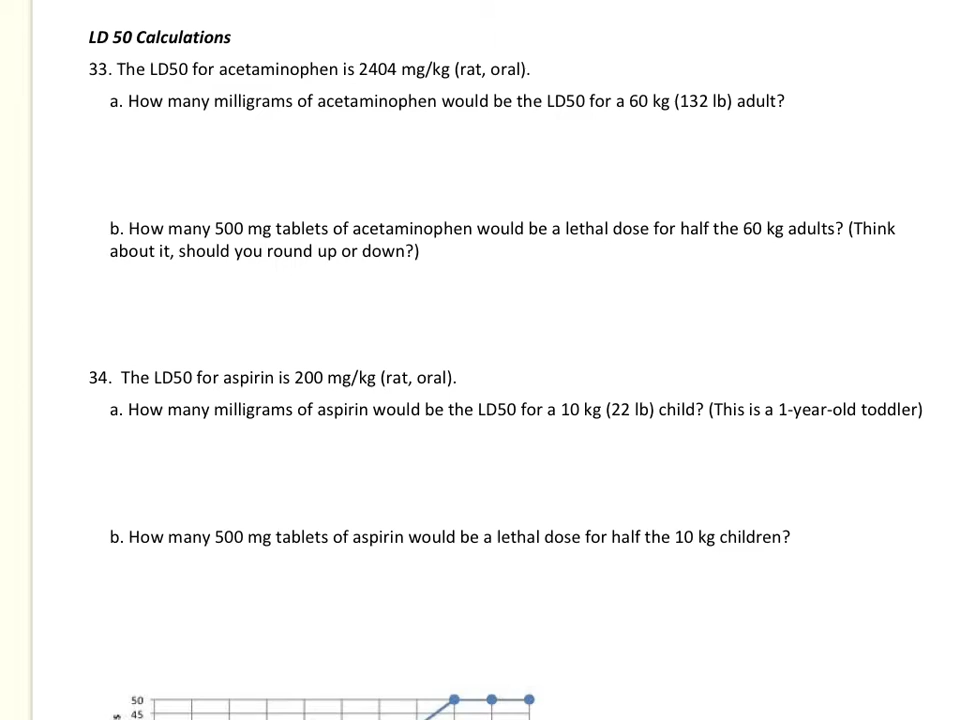 LD 50 Calculations
33. The LD50 for acetaminophen is 2404 mg/kg (rat, oral).
a. How many milligrams of acetaminophen would be the LD50 for a 60 kg (132 lb) adult?
b. How many 500 mg tablets of acetaminophen would be a lethal dose for half the 60 kg adults? (Think
about it, should you round up or down?)
34.  The LD50 for aspirin is 200 mg/kg (rat, oral).
a. How many milligrams of aspirin would be the LD50 for a 10 kg (22 lb) child? (This is a 1-year-old toddler)
b. How many 500 mg tablets of aspirin would be a lethal dose for half the 10 kg children?
50
45